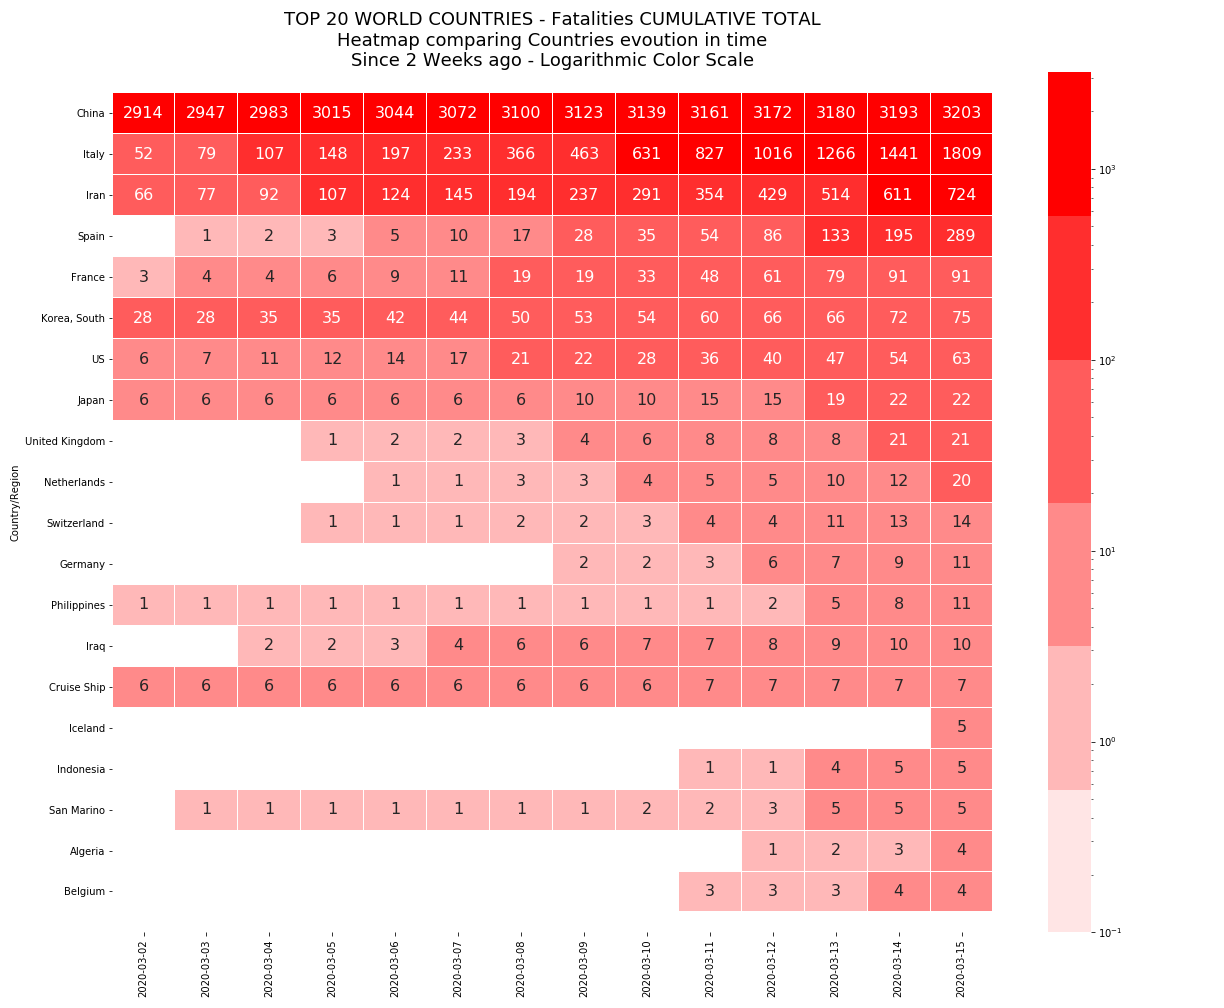 TOP 20 WORLD COUNTRIES - Fatalities CUMULATIVE TOTAL
Heatmap comparing Countries evoution in time
Since 2 Weeks ago - Logarithmic Color Scale
Country/Region
China 2914 2947 2983 3015 3044 3072 3100 3123 3139 3161 3172 3180 3193 3203
Italy 52 79 107 148 197 233 366 463 631 827 1016 1266 1441 1809
Iran 66 77 92 107 124 145 194 237 291 354 429 514 611 724
Spain 1 2 3 5 10 17 28 35 54 86 133 195 289
France 3 4 4 6 9 11 19 19 33 48 61 79 91 91
Korea, South 28 28 35 35 42 44 50 53 54 60 66 66 72 75
US 6 7 11 12 14 17 21 22 28 36 40 47 54 63
Japan 6 6 6 6 6 6 6 10 10 15 15 19 22 22
United Kingdom 1 2 2 3 4 6 8 8 8 21 21
Netherlands 1 1 3 3 4 5 5 10 12 20
Switzerland 1 1 1 2 2 3 4 4 11 13 14
Germany 2 2 3 6 7 9 11
Philippines 1 1 1 1 1 1 1 1 1 1 2 5 8 11
Iraq 2 2 3 4 6 6 7 7 8 9 10 10
Cruise Ship 6 6 6 6 6 6 6 6 6 7 7 7 7 7
Iceland 5
Indonesia 1 1 4 5 5
San Marino 1 1 1 1 1 1 1 2 2 3 5 5 5
Algeria 1 2 3 4
Belgium 3 3 3 4 4
2020-03-02 2020-03-03 2020-03-04 2020-03-05 2020-03-06 2020-03-07 2020-03-08 2020-03-09 2020-03-10 2020-03-11 2020-03-12 2020-03-13 2020-03-14 2020-03-15
10³
10²
10¹
10⁰
10⁻¹